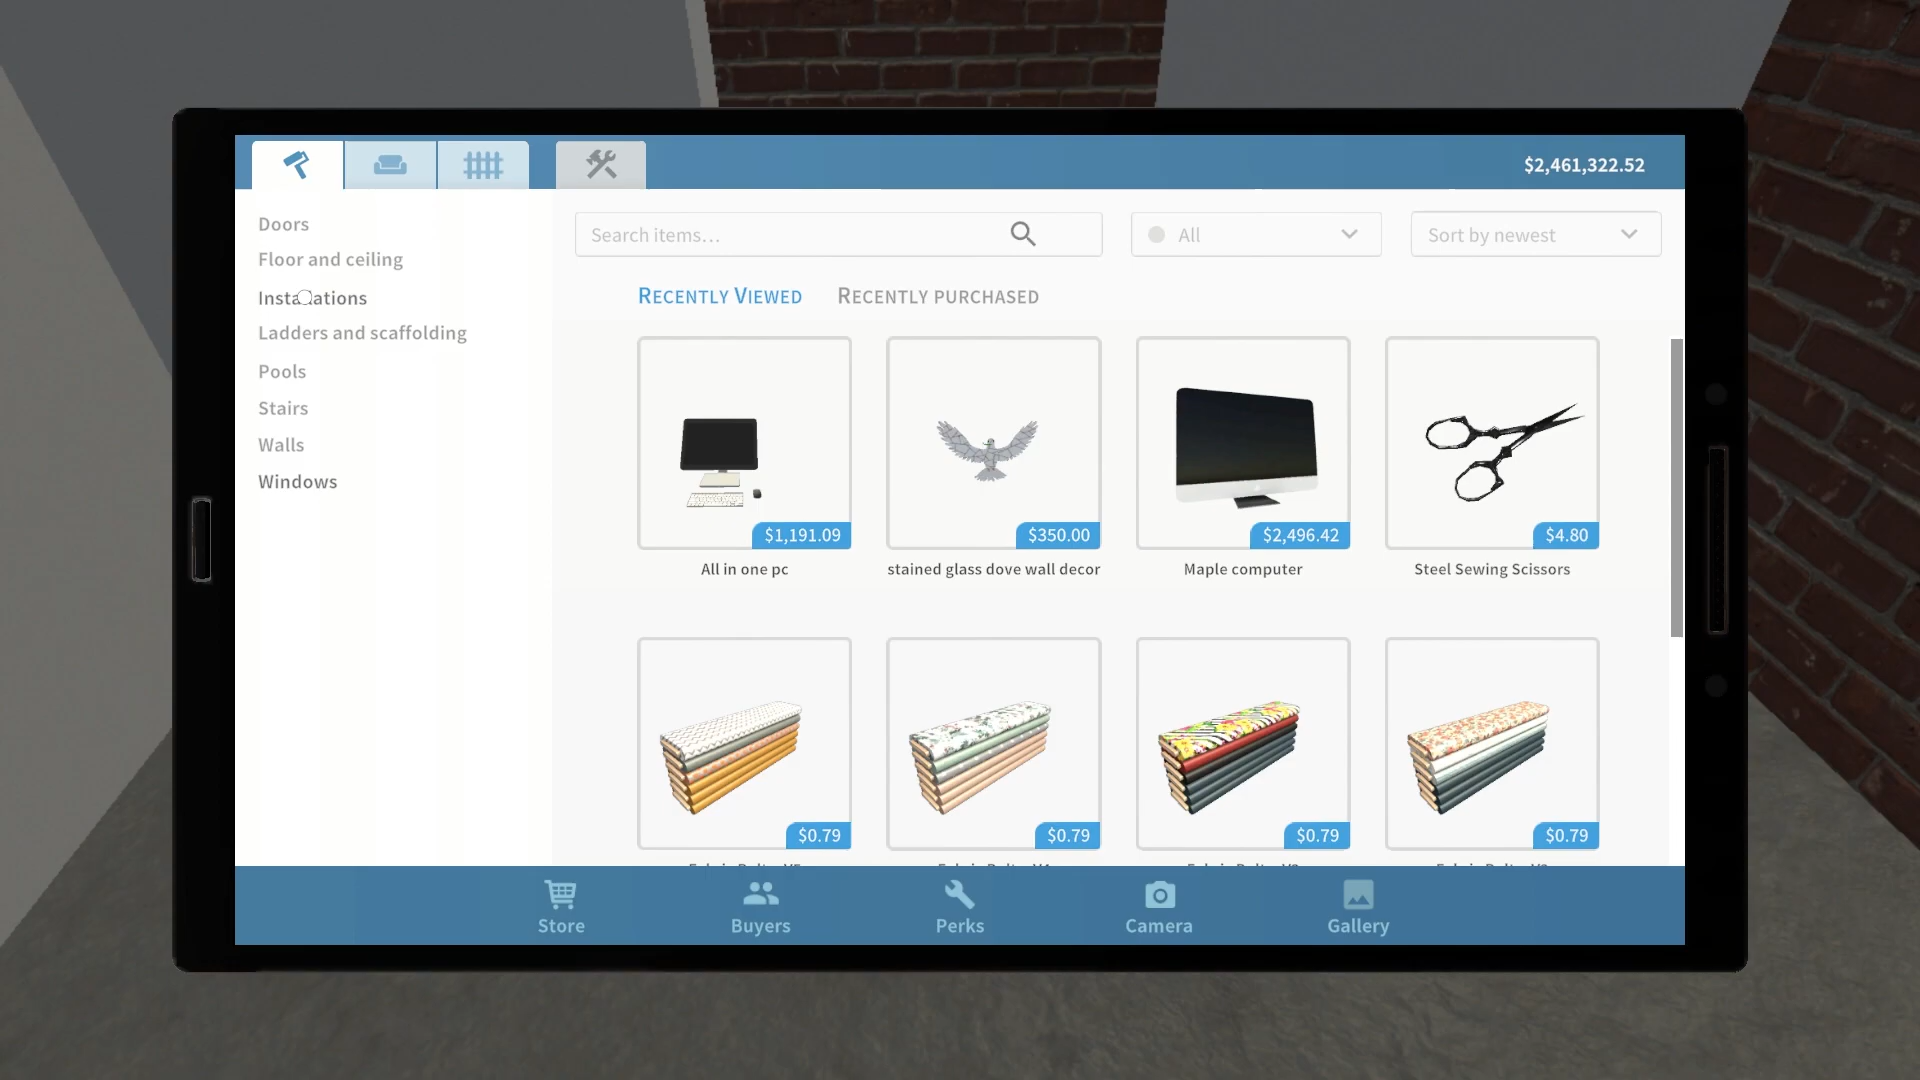 $2,461,322.52
Doors
Floor and ceiling
Installations
Ladders and scaffolding
Pools
Stairs
Walls
Windows
Search items...
All
Sort by newest
RECENTLY VIEWED
RECENTLY PURCHASED
$1,191.09
$350.00
$2,496.42
$4.80
All in one pc
stained glass dove wall decor
Maple computer
Steel Sewing Scissors
$0.79
$0.79
$0.79
$0.79
Store
Buyers
Perks
Camera
Gallery